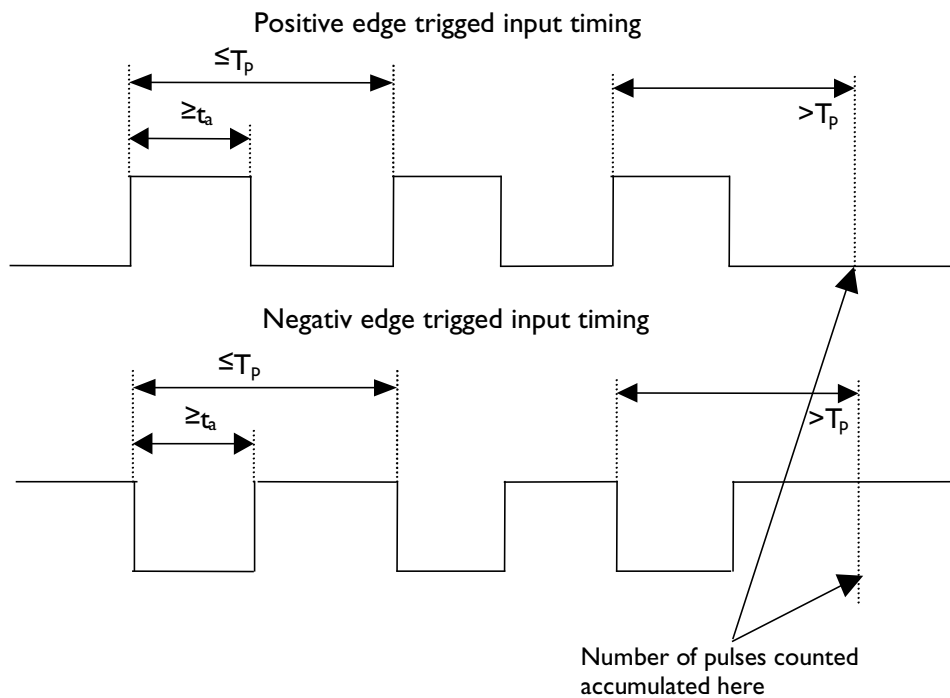 Positive edge trigged input timing
≤Tp
≥ta
>Tp
Negativ edge trigged input timing
≤Tp
≥ta
>Tp
Number of pulses counted
accumulated here